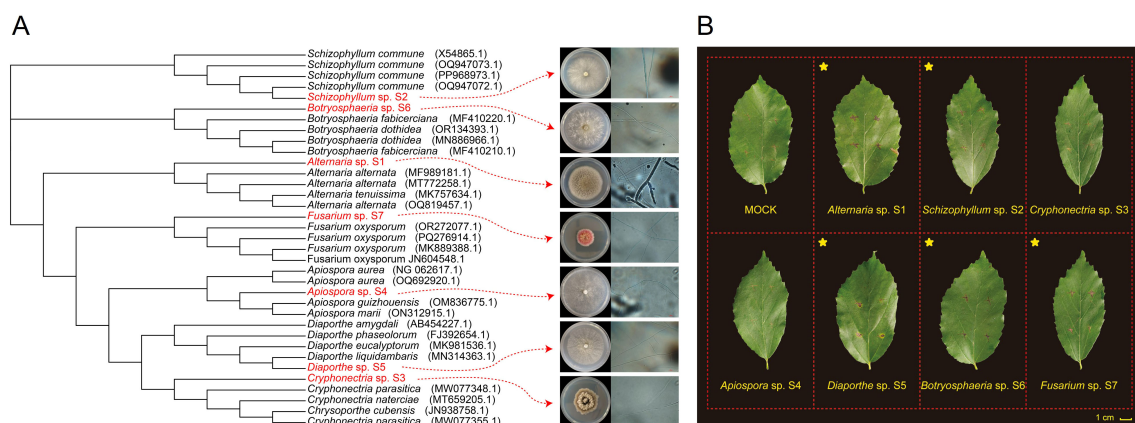 A
Schizophyllum commune (X54865.1)
Schizophyllum commune (OQ947073.1)
Schizophyllum commune (PP968973.1)
Schizophyllum commune (OQ947072.1)
Schizophyllum sp. S2
Botryosphaeria sp. S6
Botryosphaeria fabicerciana (MF410220.1)
Botryosphaeria dothidea (OR134393.1)
Botryosphaeria dothidea (MN886966.1)
Botryosphaeria fabicerciana (MF410210.1)
Alternaria sp. S1
Alternaria alternata (MF989181.1)
Alternaria alternata (MT772258.1)
Alternaria tenuissima (MK757634.1)
Alternaria alternata (OQ819457.1)
Fusarium sp. S7
Fusarium oxysporum (OR272077.1)
Fusarium oxysporum (PQ276914.1)
Fusarium oxysporum (MK889388.1)
Fusarium oxysporum JN604548.1
Apiospora aurea (NG 062617.1)
Apiospora aurea (OQ692920.1)
Apiospora sp. S4
Apiospora guizhouensis (OM836775.1)
Apiospora marii (ON312915.1)
Diaporthe amygdali (AB454227.1)
Diaporthe phaseolorum (FJ392654.1)
Diaporthe eucalyptorum (MK981536.1)
Diaporthe liquidambaris (MN314363.1)
Diaporthe sp. S5
Cryphonectria sp. S3
Cryphonectria parasitica (MW077348.1)
Cryphonectria naterciae (MT659205.1)
Chrysoporthe cubensis (JN938758.1)
Cryphonectria parasitica (MW077355.1)
B
MOCK
Alternaria sp. S1
Schizophyllum sp. S2
Cryphonectria sp. S3
Apiospora sp. S4
Diaporthe sp. S5
Botryosphaeria sp. S6
Fusarium sp. S7
1 cm